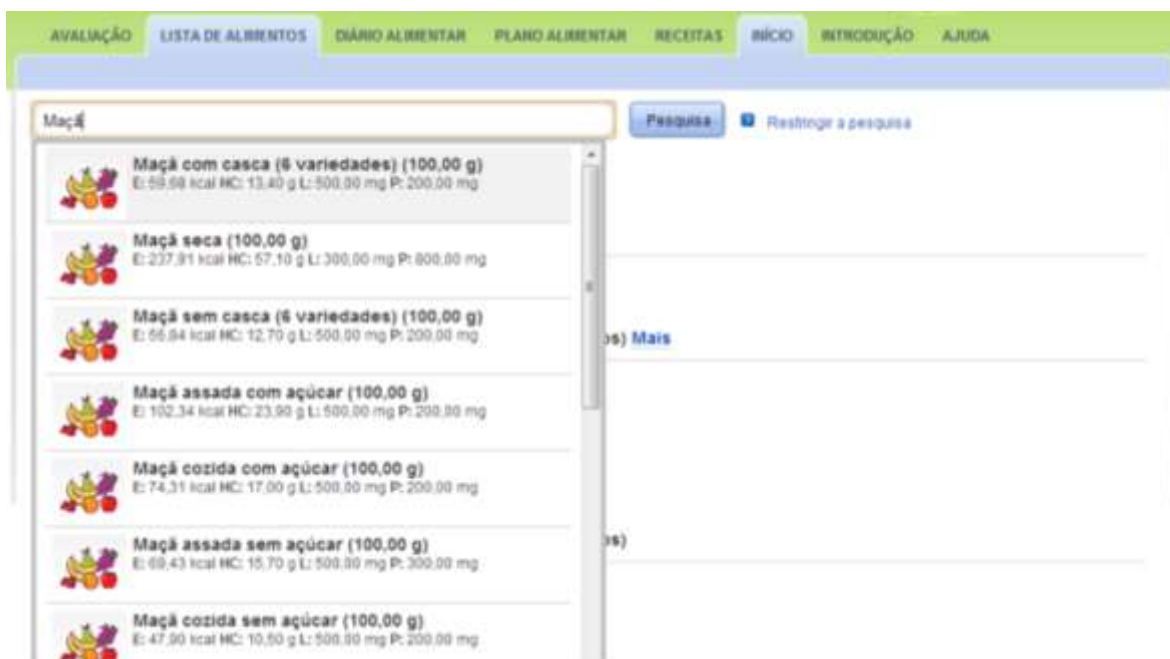 AVALIAÇÃO LISTA DE ALIMENTOS DIÁRIO ALIMENTAR PLANO ALIMENTAR RECEITAS INÍCIO INTRODUÇÃO AJUDA
Maçã Pesquisa Restringir a pesquisa
Maçã com casca (6 variedades) (100,00 g)
E: 59,68 kcal HC: 13,40 g L: 500,00 mg P: 200,00 mg
Maçã seca (100,00 g)
E: 237,91 kcal HC: 57,10 g L: 300,00 mg P: 800,00 mg
Maçã sem casca (6 variedades) (100,00 g)
E: 56,84 kcal HC: 12,70 g L: 500,00 mg P: 200,00 mg
os) Mais
Maçã assada com açúcar (100,00 g)
E: 102,34 kcal HC: 23,90 g L: 500,00 mg P: 200,00 mg
Maçã cozida com açúcar (100,00 g)
E: 74,31 kcal HC: 17,00 g L: 500,00 mg P: 200,00 mg
Maçã assada sem açúcar (100,00 g)
os)
E: 69,43 kcal HC: 15,70 g L: 500,00 mg P: 300,00 mg
Maçã cozida sem açúcar (100,00 g)
E: 47,90 kcal HC: 10,50 g L: 500,00 mg P: 200,00 mg